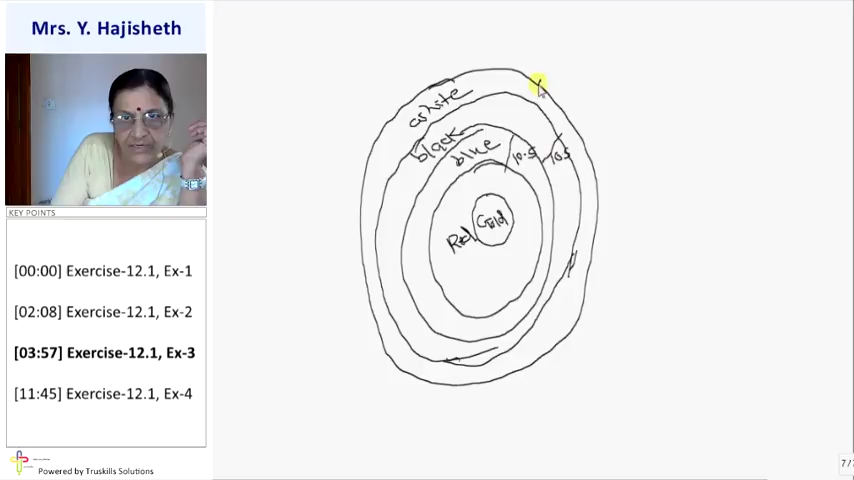 Mrs. Y. Hajisheth
KEY POINTS
[00:00] Exercise-12.1, Ex-1
[02:08] Exercise-12.1, Ex-2
[03:57] Exercise-12.1, Ex-3
[11:45] Exercise-12.1, Ex-4
Powered by Truskills Solutions
white
black
blue
10.5
10.5
Gold
Red